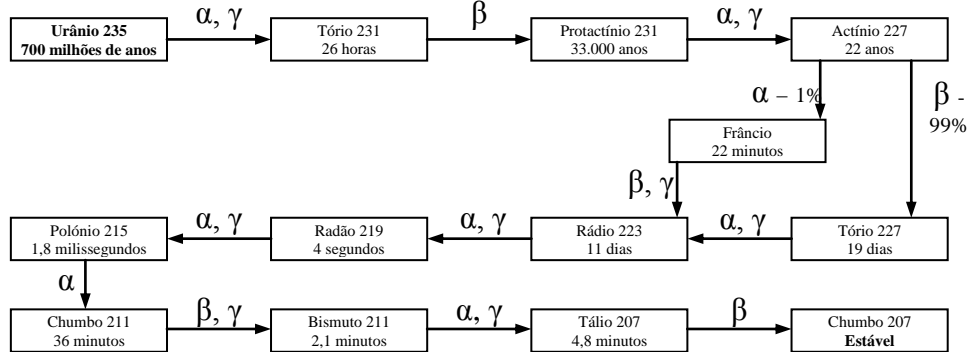 Urânio 235
700 milhões de anos
α, γ
Tório 231
26 horas
β
Protactínio 231
33.000 anos
α, γ
Actínio 227
22 anos
α – 1%
β -
99%
Frâncio
22 minutos
β, γ
Polónio 215
1,8 milissegundos
α, γ
Radão 219
4 segundos
α, γ
Rádio 223
11 dias
α, γ
Tório 227
19 dias
α
Chumbo 211
36 minutos
β, γ
Bismuto 211
2,1 minutos
α, γ
Tálio 207
4,8 minutos
β
Chumbo 207
Estável